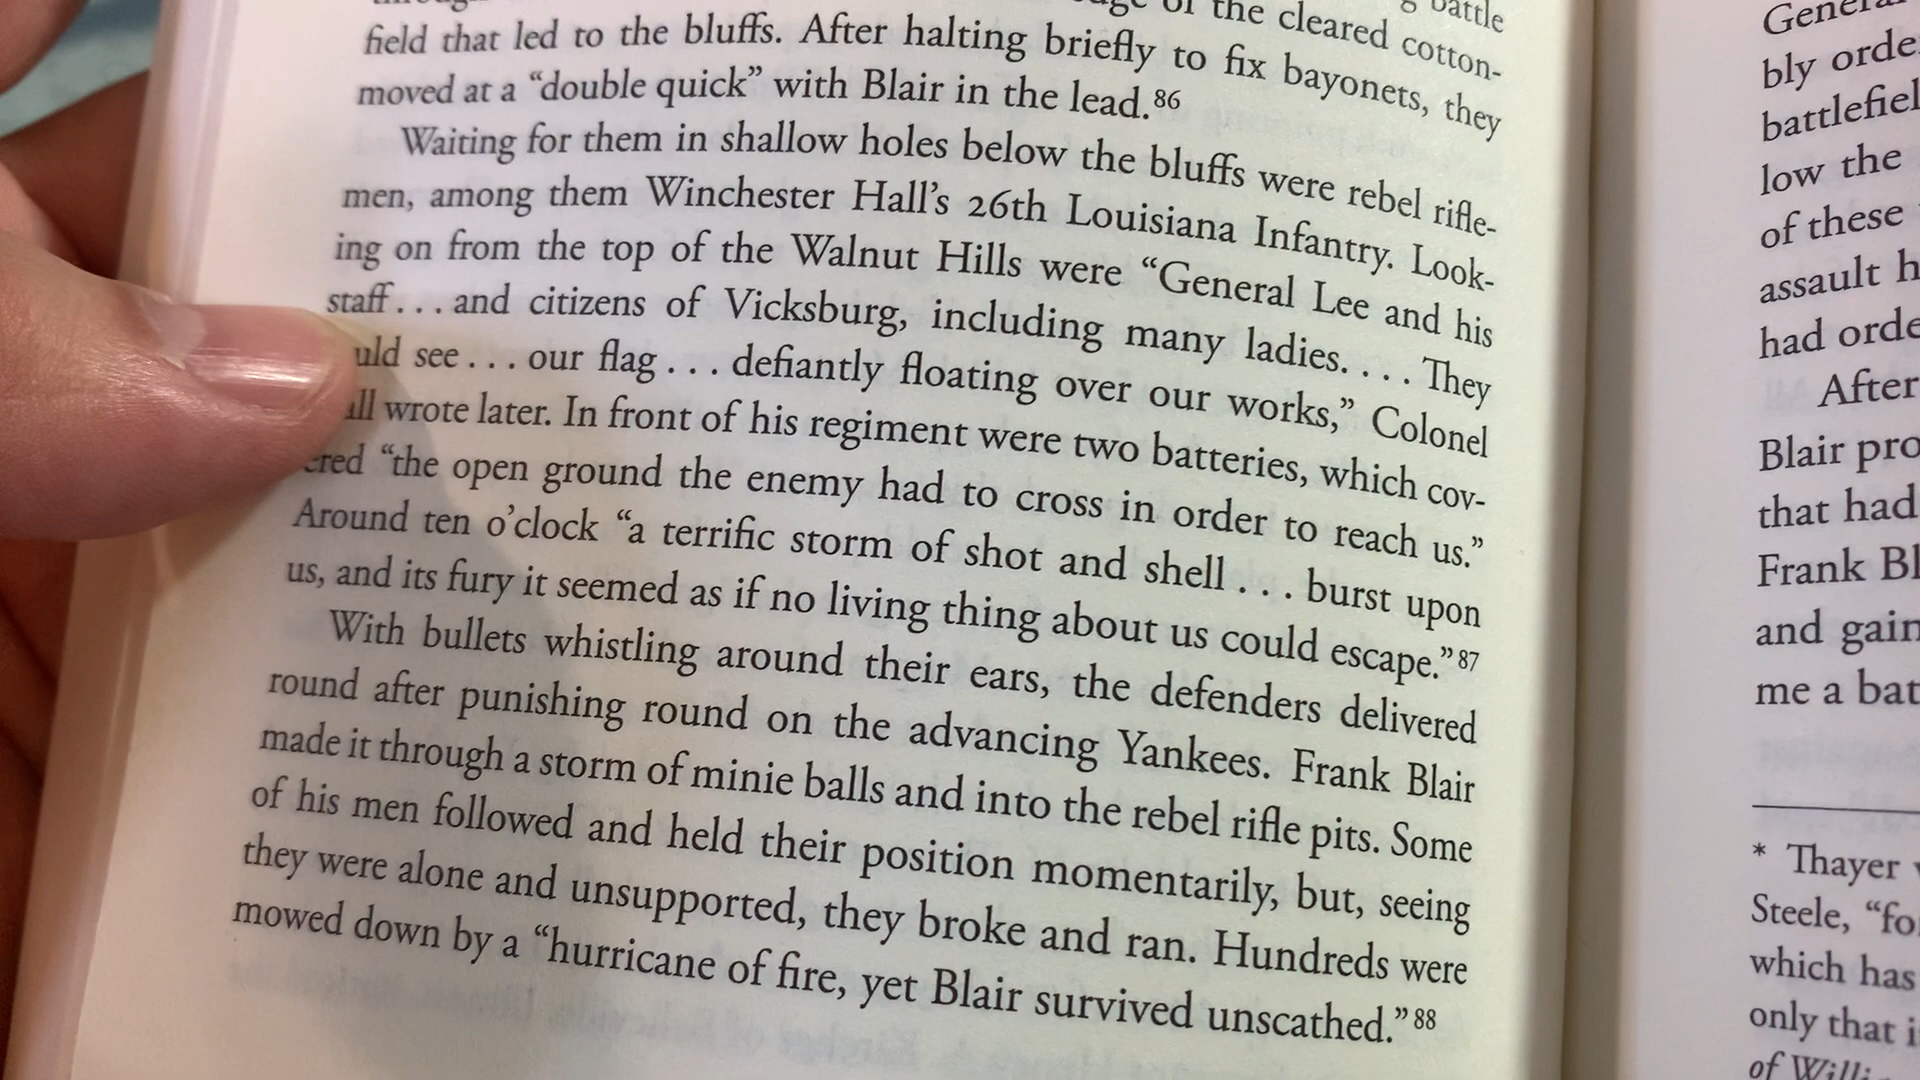 of the cleared cotton-
field that led to the bluffs. After halting briefly to fix bayonets, they
moved at a “double quick” with Blair in the lead.86
Waiting for them in shallow holes below the bluffs were rebel rifle-
men, among them Winchester Hall’s 26th Louisiana Infantry. Look-
ing on from the top of the Walnut Hills were “General Lee and his
staff . . . and citizens of Vicksburg, including many ladies. . . . They
uld see . . . our flag . . . defiantly floating over our works,” Colonel
all wrote later. In front of his regiment were two batteries, which cov-
ered “the open ground the enemy had to cross in order to reach us.”
Around ten o’clock “a terrific storm of shot and shell . . . burst upon
us, and its fury it seemed as if no living thing about us could escape.”87
With bullets whistling around their ears, the defenders delivered
round after punishing round on the advancing Yankees. Frank Blair
made it through a storm of minie balls and into the rebel rifle pits. Some
of his men followed and held their position momentarily, but, seeing
they were alone and unsupported, they broke and ran. Hundreds were
mowed down by a “hurricane of fire, yet Blair survived unscathed.”88
General
bly orde
battlefiel
low the
of these
assault h
had orde
After
Blair pro
that had
Frank Bl
and gain
me a bat
* Thayer
Steele, “fo
which has
only that i
of Willi